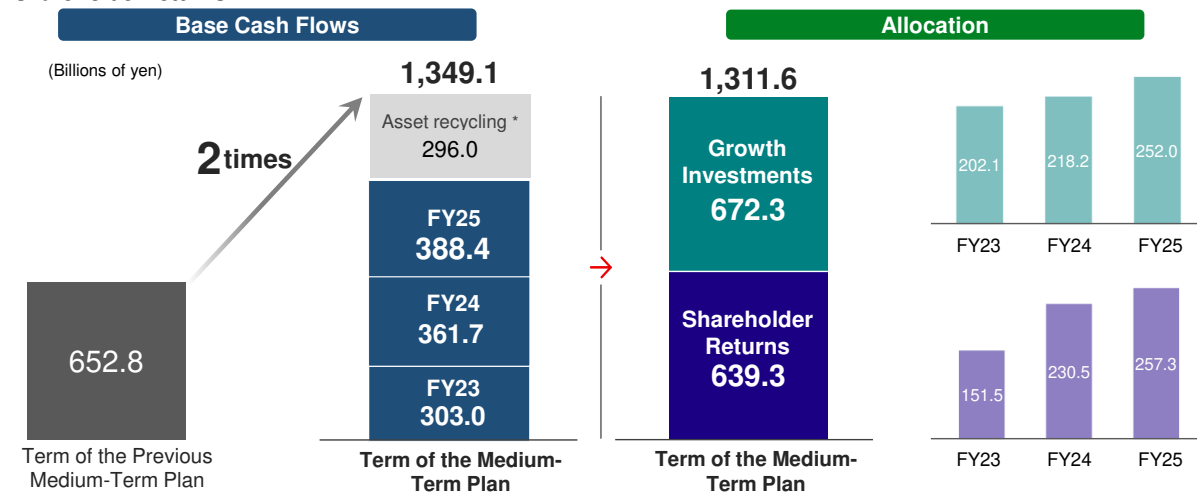 Base Cash Flows
Allocation
(Billions of yen)
1,349.1
Asset recycling *
296.0
2 times
FY25
388.4
FY24
361.7
FY23
303.0
652.8
Term of the Previous
Medium-Term Plan
Term of the Medium-
Term Plan
1,311.6
Growth
Investments
672.3
Shareholder
Returns
639.3
Term of the Medium-
Term Plan
202.1
218.2
252.0
FY23
FY24
FY25
151.5
230.5
257.3
FY23
FY24
FY25